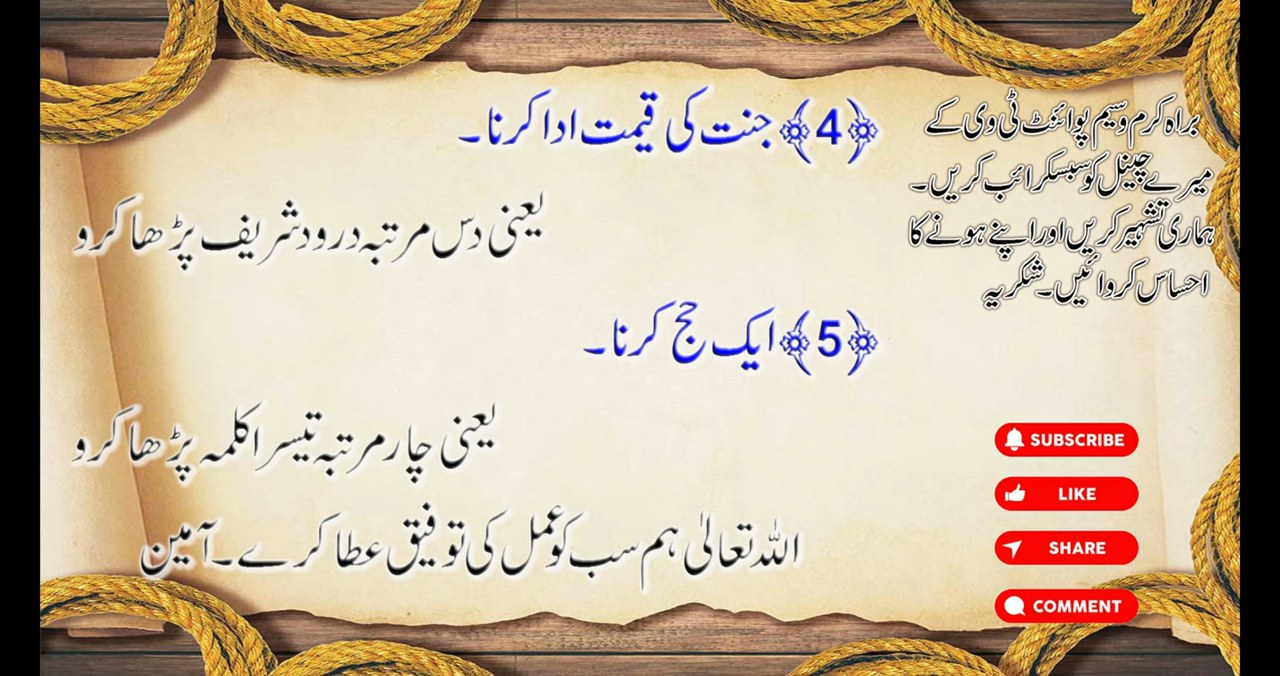 ﴿4﴾ جنت کی قیمت ادا کرنا۔
یعنی دس مرتبہ درود شریف پڑھا کرو
﴿5﴾ ایک حج کرنا۔
یعنی چار مرتبہ تیسرا کلمہ پڑھا کرو
اللہ تعالیٰ ہم سب کو عمل کی توفیق عطا کرے۔ آمین
براہ کرم وسیم پوائنٹ ٹی وی کے
میرے چینل کو سبسکرائب کریں۔
ہماری تشہیر کریں اور اپنے ہونے کا
احساس کروائیں۔ شکریہ
SUBSCRIBE
LIKE
SHARE
COMMENT